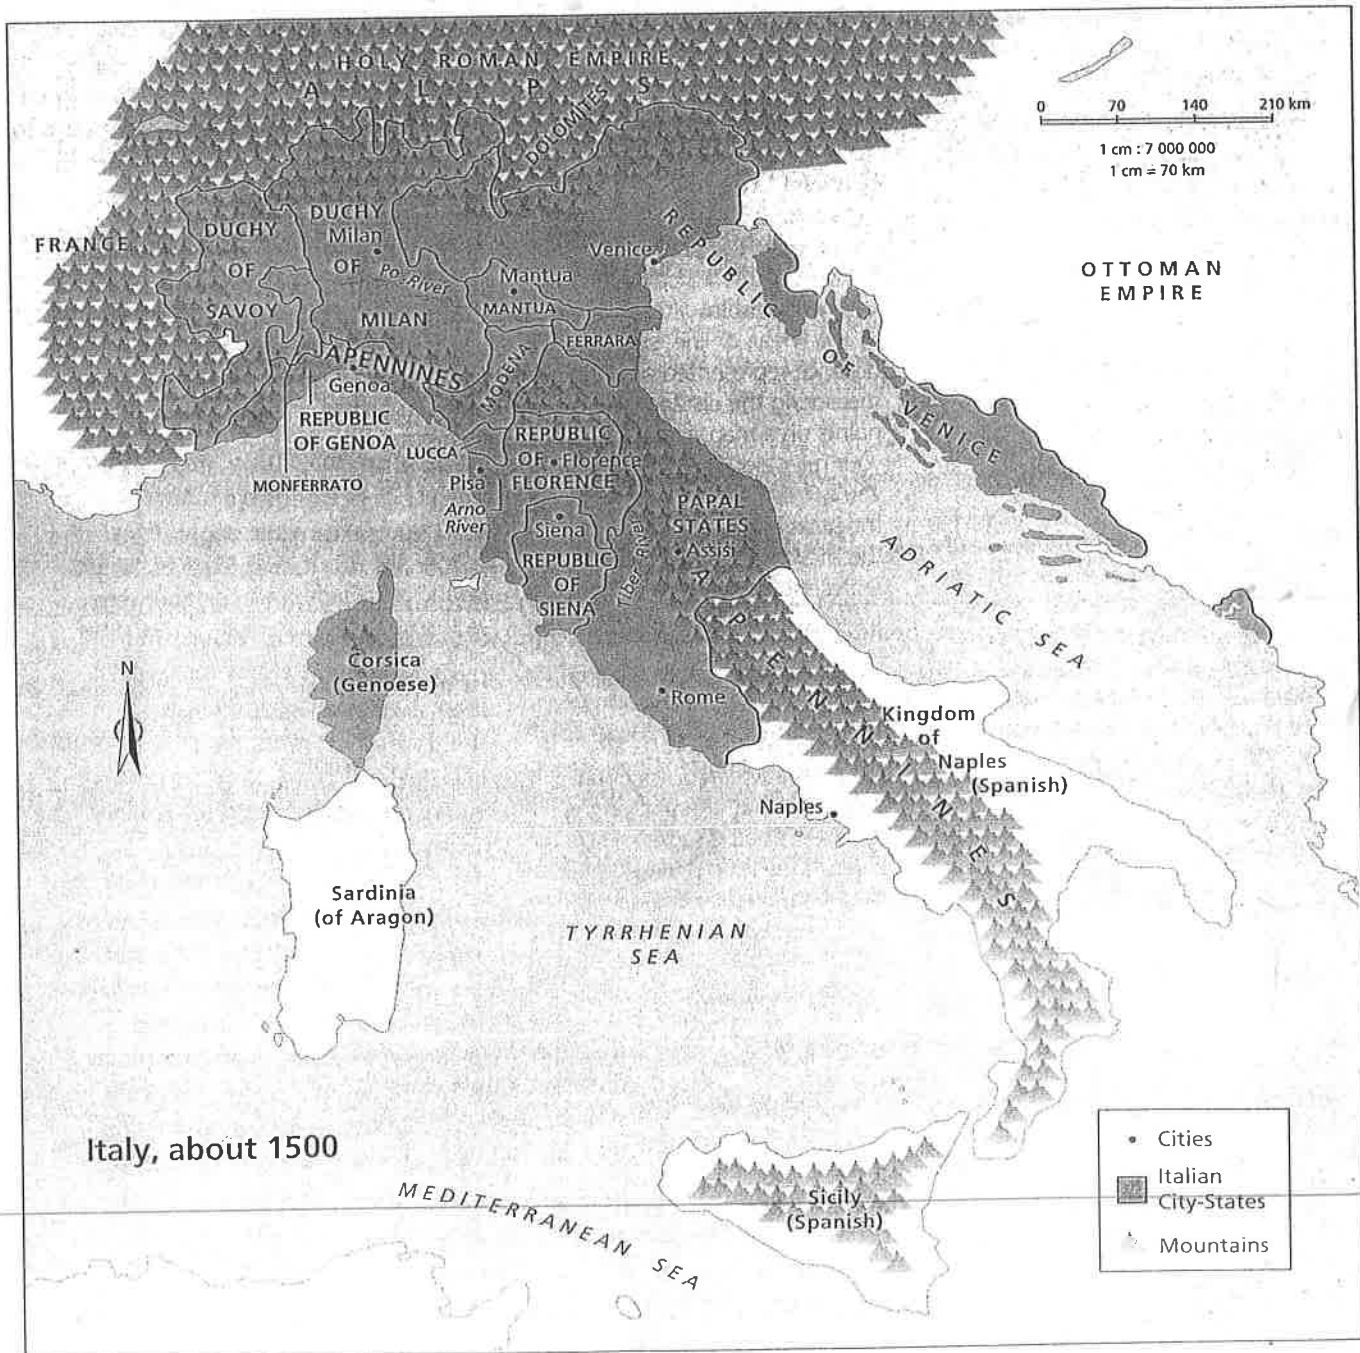 HOLY ROMAN EMPIRE
ALPS
DOLOMITES
0 70 140 210 km
1 cm : 7 000 000
1 cm = 70 km
FRANCE
DUCHY
OF
SAVOY
DUCHY
Milan
OF
MILAN
Po River
Venice
Mantua
MANTUA
FERRARA
MODENA
REPUBLIC
OF
VENICE
OTTOMAN
EMPIRE
APENNINES
Genoa
REPUBLIC
OF GENOA
MONFERRATO
LUCCA
Pisa
Arno
River
REPUBLIC
OF
Florence
FLORENCE
Siena
REPUBLIC
OF
SIENA
Tiber River
PAPAL
STATES
Assisi
APENNINES
ADRIATIC SEA
N
Corsica
(Genoese)
Rome
Kingdom
of
Naples
(Spanish)
Naples
Sardinia
(of Aragon)
TYRRHENIAN
SEA
Italy, about 1500
MEDITERRANEAN SEA
Sicily
(Spanish)
Cities
Italian
City-States
Mountains